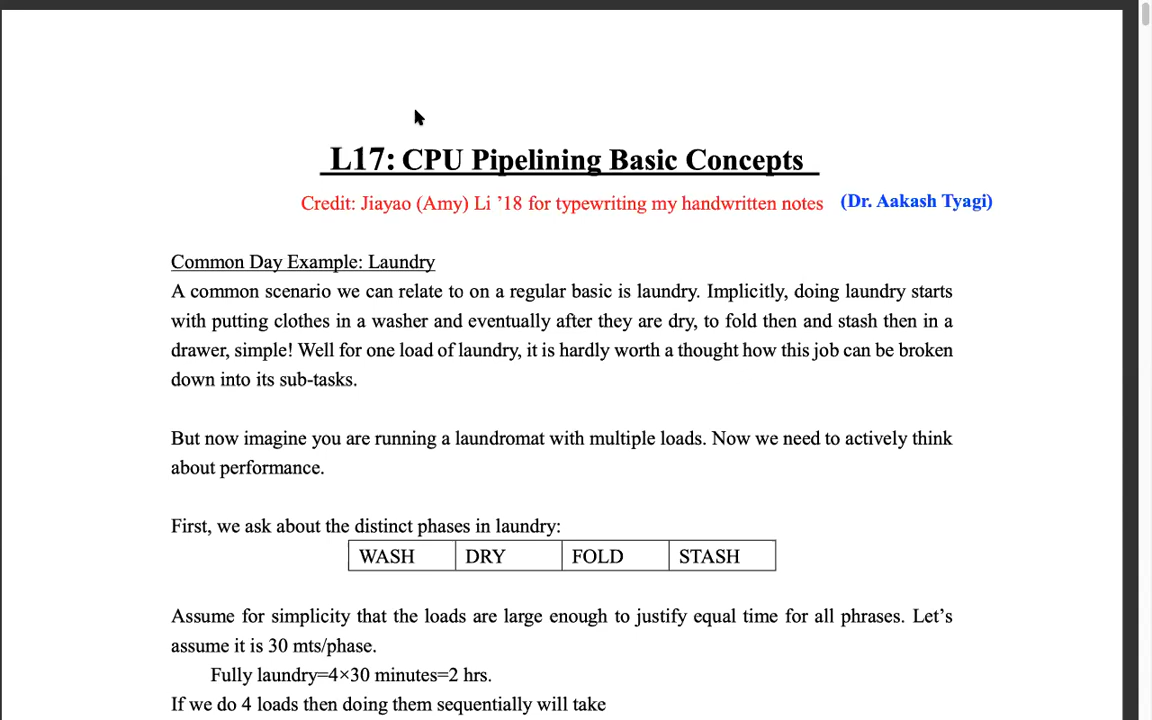 L17: CPU Pipelining Basic Concepts
Credit: Jiayao (Amy) Li ’18 for typewriting my handwritten notes (Dr. Aakash Tyagi)
Common Day Example: Laundry
A common scenario we can relate to on a regular basic is laundry. Implicitly, doing laundry starts
with putting clothes in a washer and eventually after they are dry, to fold then and stash then in a
drawer, simple! Well for one load of laundry, it is hardly worth a thought how this job can be broken
down into its sub-tasks.
But now imagine you are running a laundromat with multiple loads. Now we need to actively think
about performance.
First, we ask about the distinct phases in laundry:
WASH DRY FOLD STASH
Assume for simplicity that the loads are large enough to justify equal time for all phrases. Let’s
assume it is 30 mts/phase.
Fully laundry=4×30 minutes=2 hrs.
If we do 4 loads then doing them sequentially will take